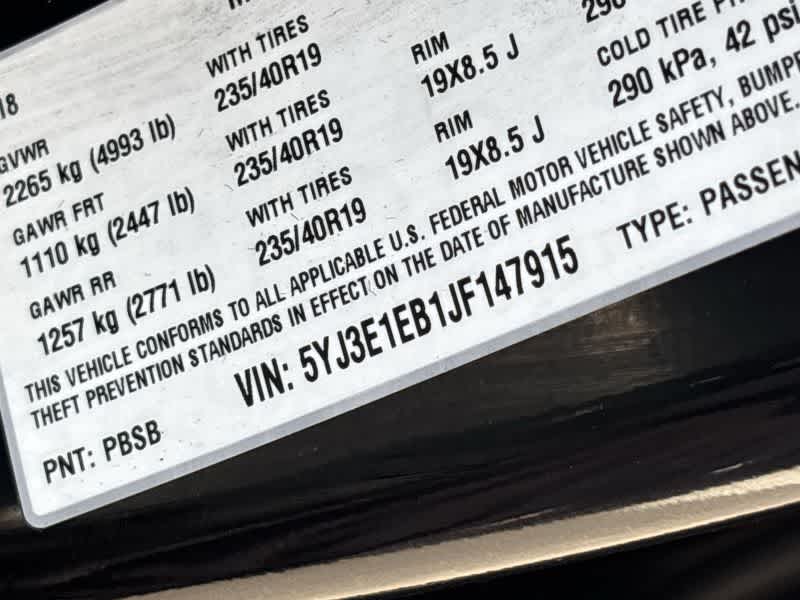 18
WITH TIRES
235/40R19
RIM
19X8.5 J
290
COLD TIRE
GVWR
2265 kg (4993 lb)
WITH TIRES
235/40R19
RIM
19X8.5 J
290 kPa, 42 psi
GAWR FRT
1110 kg (2447 lb)
WITH TIRES
235/40R19
GAWR RR
1257 kg (2771 lb)
THIS VEHICLE CONFORMS TO ALL APPLICABLE U.S. FEDERAL MOTOR VEHICLE SAFETY, BUMPE
THEFT PREVENTION STANDARDS IN EFFECT ON THE DATE OF MANUFACTURE SHOWN ABOVE.
VIN: 5YJ3E1EB1JF147915
TYPE: PASSEN
PNT: PBSB